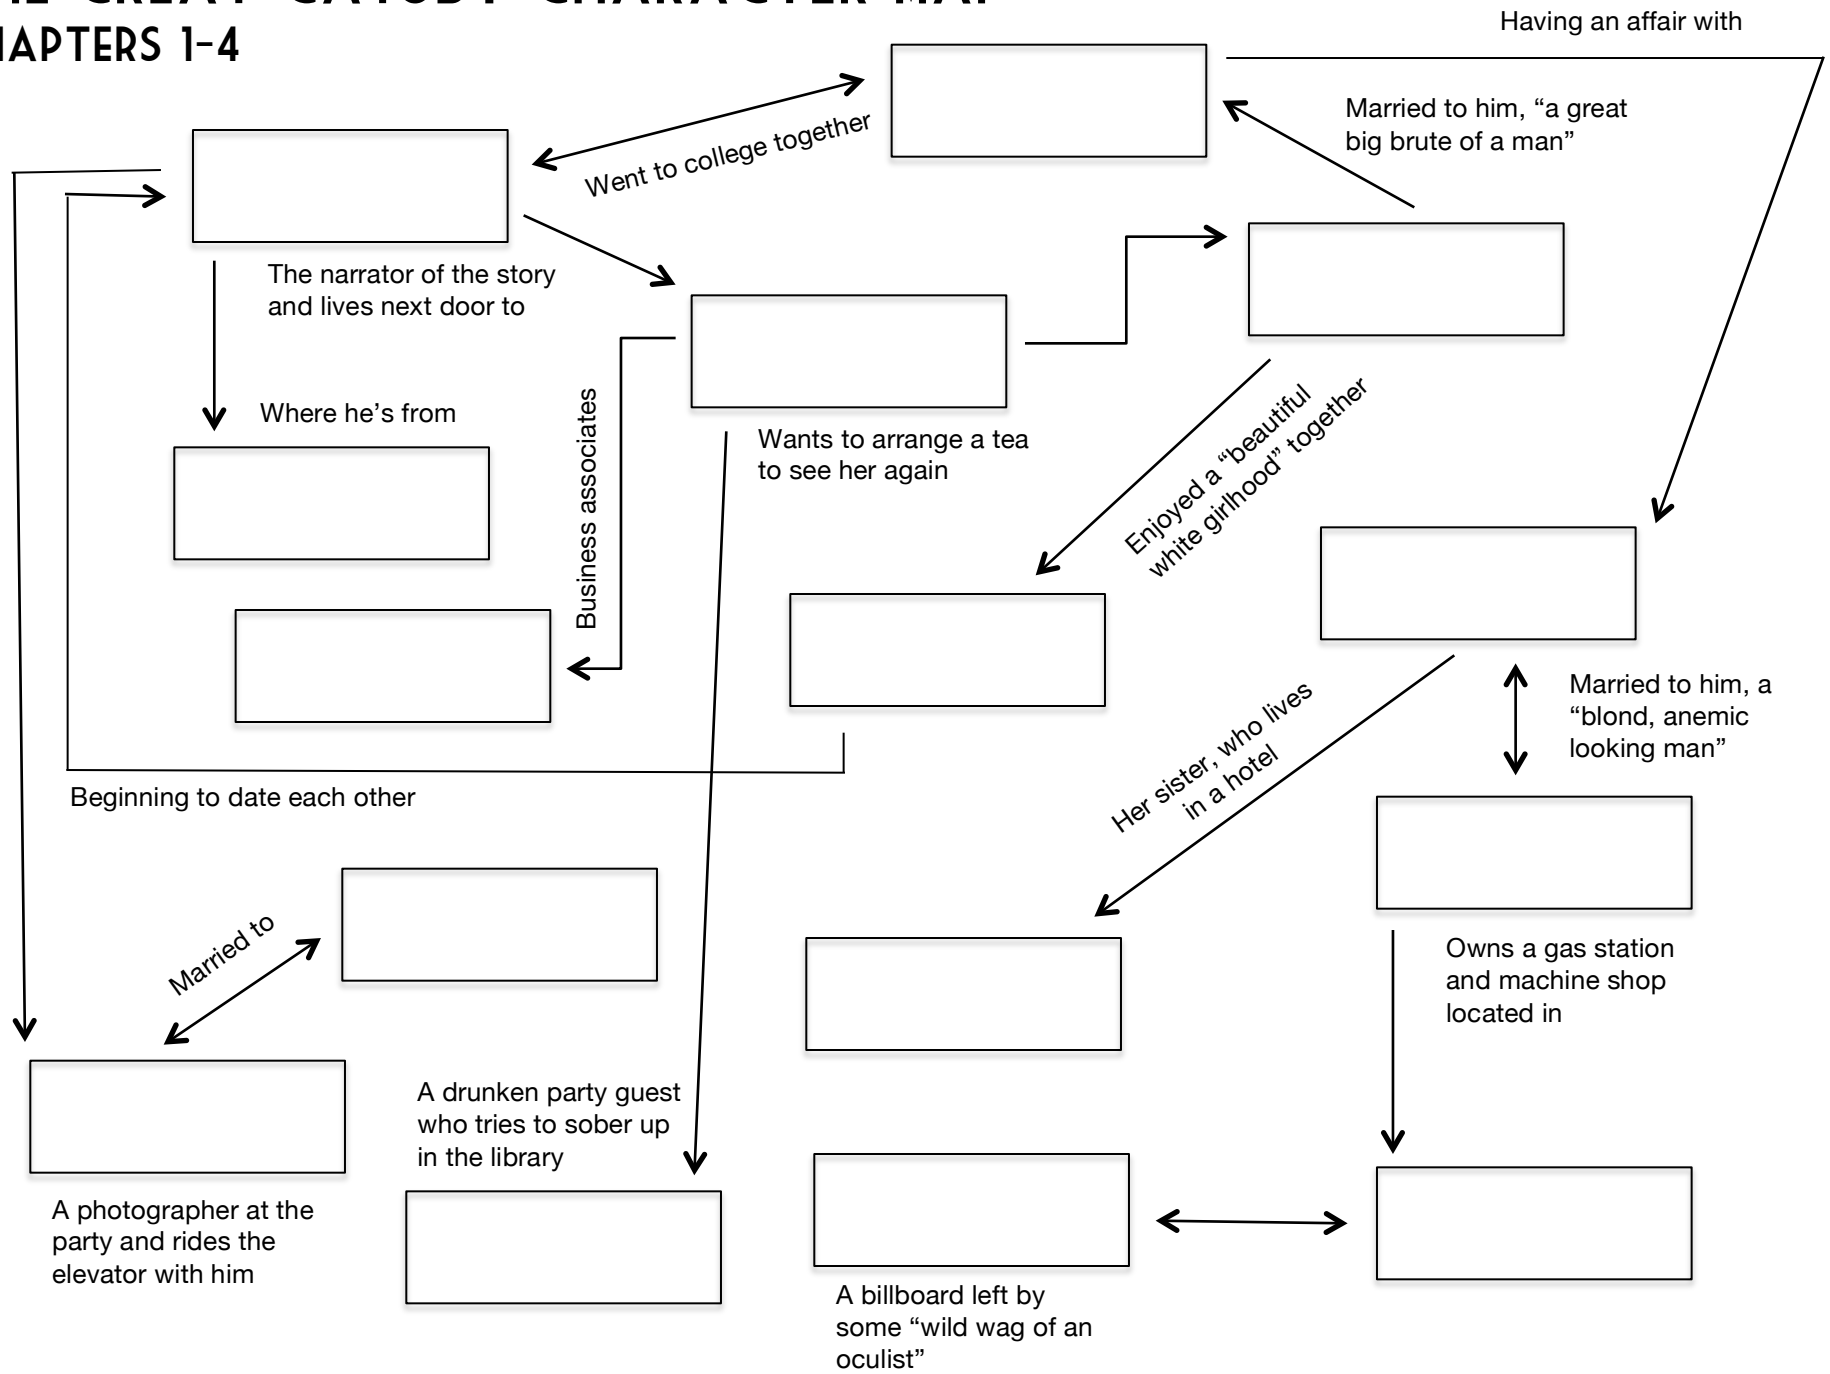 HE GREAT GATSBY CHARACTER MAP
HAPTERS 1-4
Having an affair with
Married to him, “a great
big brute of a man”
Went to college together
The narrator of the story
and lives next door to
Where he’s from
Business associates
Wants to arrange a tea
to see her again
Enjoyed a “beautiful
white girlhood” together
Married to him, a
“blond, anemic
looking man”
Her sister, who lives
in a hotel
Beginning to date each other
Married to
Owns a gas station
and machine shop
located in
A drunken party guest
who tries to sober up
in the library
A photographer at the
party and rides the
elevator with him
A billboard left by
some “wild wag of an
oculist”